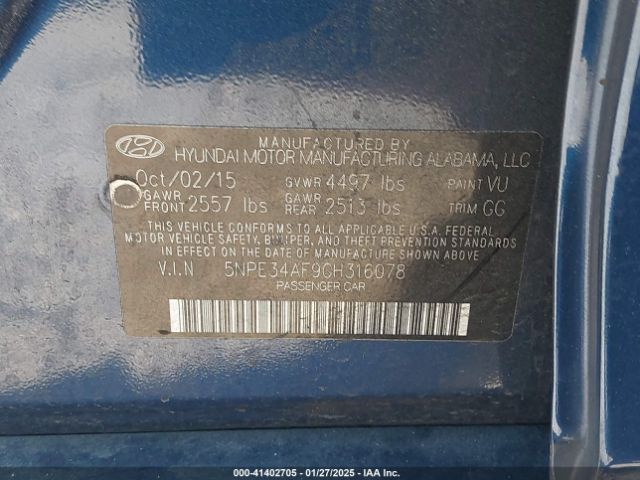 MANUFACTURED BY
HYUNDAI MOTOR MANUFACTURING ALABAMA, LLC
Oct/02/15 GVWR 4497 lbs PAINT VU
GAWR FRONT 2557 lbs GAWR REAR 2513 lbs TRIM GG
THIS VEHICLE CONFORMS TO ALL APPLICABLE U.S.A. FEDERAL
MOTOR VEHICLE SAFETY, BUMPER, AND THEFT PREVENTION
STANDARDS IN EFFECT ON THE DATE OF MANUFACTURE SHOWN ABOVE.
V.I.N 5NPE34AF9GH316078
PASSENGER CAR
000-41402705 - 01/27/2025 - IAA Inc.